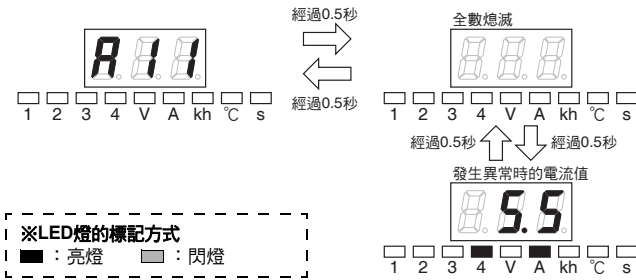 經過0.5秒
全數熄滅
A11
經過0.5秒
1 2 3 4 V A kh ℃ s
1 2 3 4 V A kh ℃ s
經過0.5秒
經過0.5秒
發生異常時的電流值
5.5
1 2 3 4 V A kh ℃ s
※LED燈的標記方式
：亮燈 ：閃燈